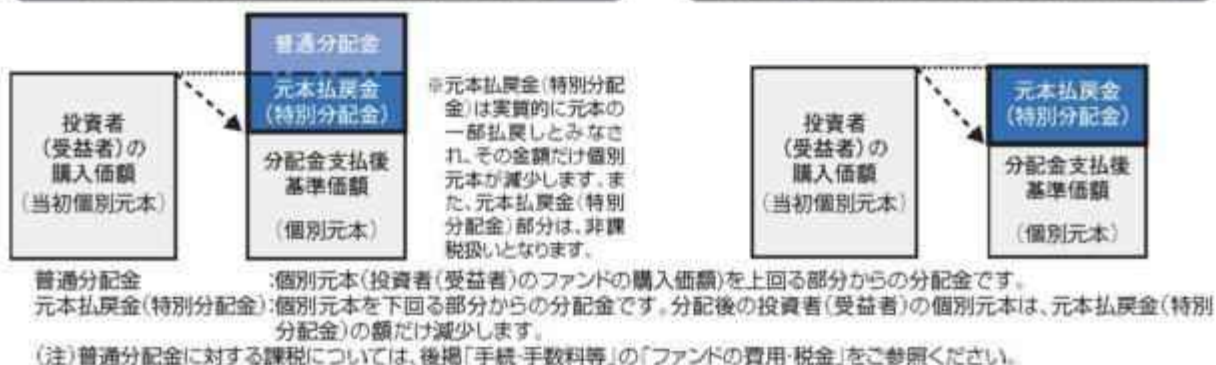 普通分配金
元本払戻金
(特別分配金)
投資者
(受益者)の
購入価額
(当初個別元本)
分配金支払後
基準価額
(個別元本)
※元本払戻金(特別分配
金)は実質的に元本の
一部払戻しとみなさ
れ、その金額だけ個別
元本が減少します。ま
た、元本払戻金(特別
分配金)部分は、非課
税扱いとなります。
投資者
(受益者)の
購入価額
(当初個別元本)
元本払戻金
(特別分配金)
分配金支払後
基準価額
(個別元本)
普通分配金 :個別元本(投資者(受益者)のファンドの購入価額)を上回る部分からの分配金です。
元本払戻金(特別分配金):個別元本を下回る部分からの分配金です。分配後の投資者(受益者)の個別元本は、元本払戻金(特別
分配金)の額だけ減少します。
(注)普通分配金に対する課税については、後掲「手続・手数料等」の「ファンドの費用・税金」をご参照ください。